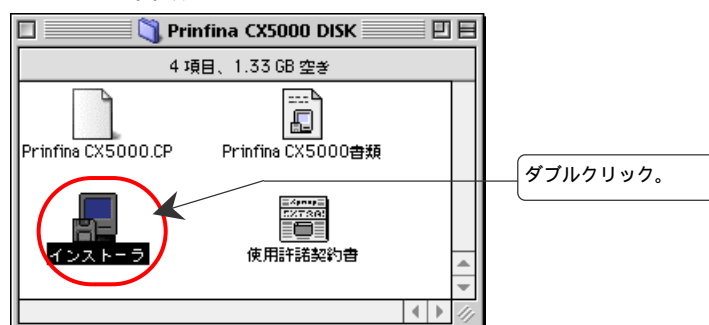 Prinfina CX5000 DISK
4 項目、1.33 GB 空き
Prinfina CX5000.CP
Prinfina CX5000書類
ダブルクリック。
インストーラ
使用許諾契約書